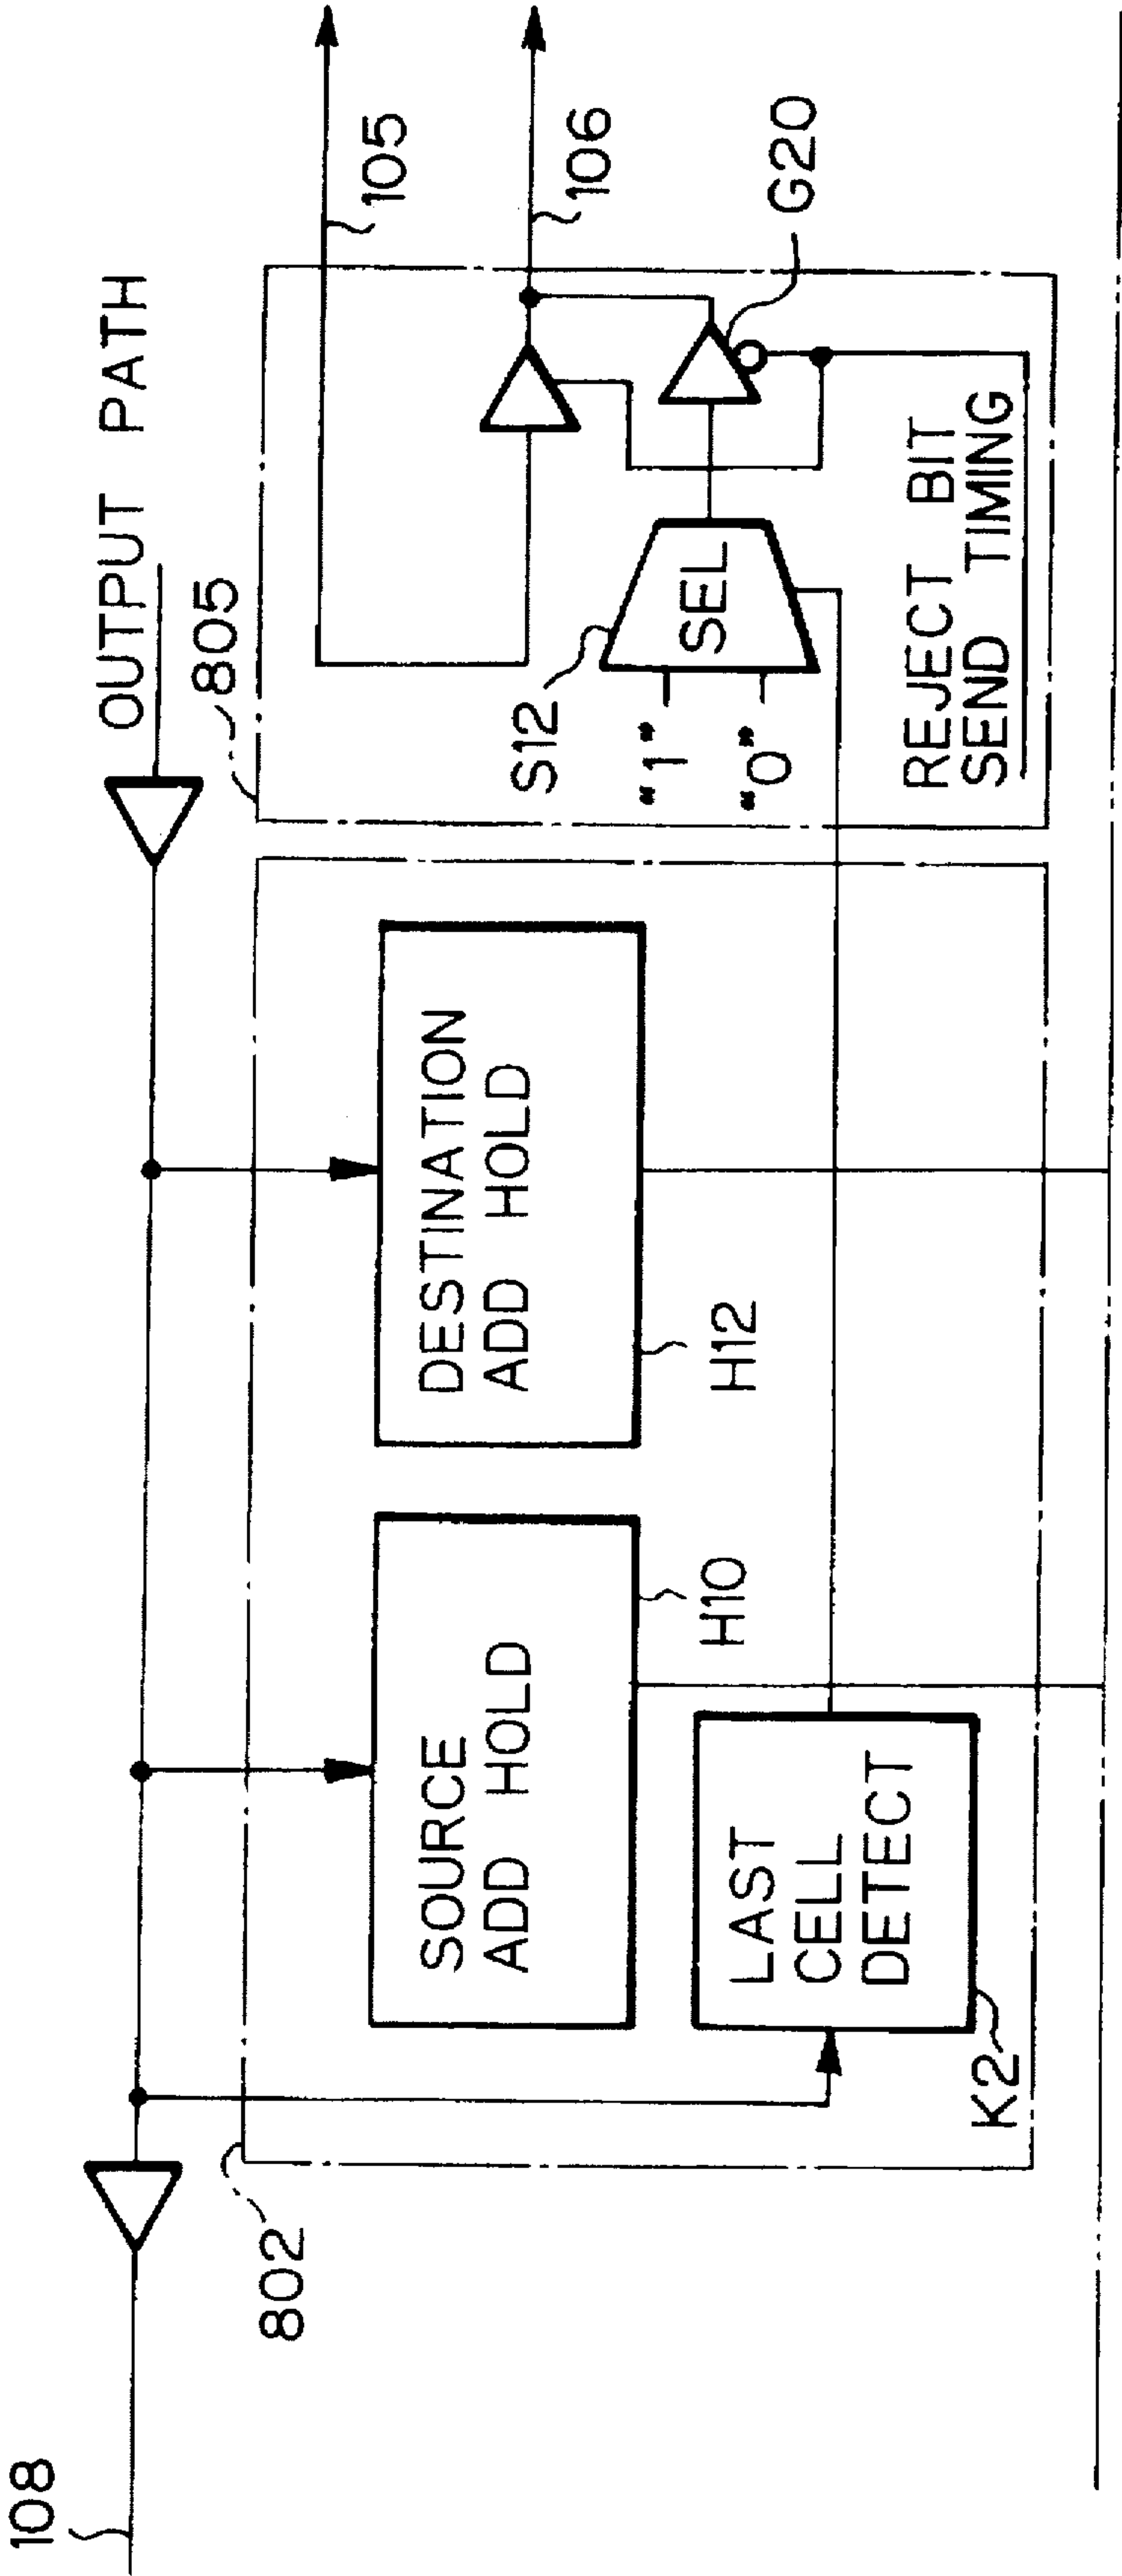 108
OUTPUT PATH
802
805
105
106
SOURCE
ADD HOLD
DESTINATION
ADD HOLD
H10
H12
LAST
CELL
DETECT
K2
S12
SEL
"1"
"0"
G20
REJECT BIT
SEND TIMING